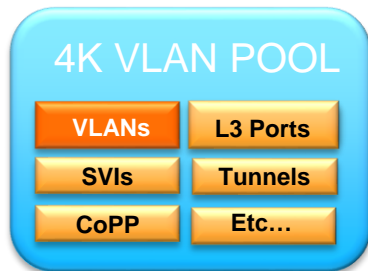 4K VLAN POOL
VLANs
L3 Ports
SVIs
Tunnels
CoPP
Etc...